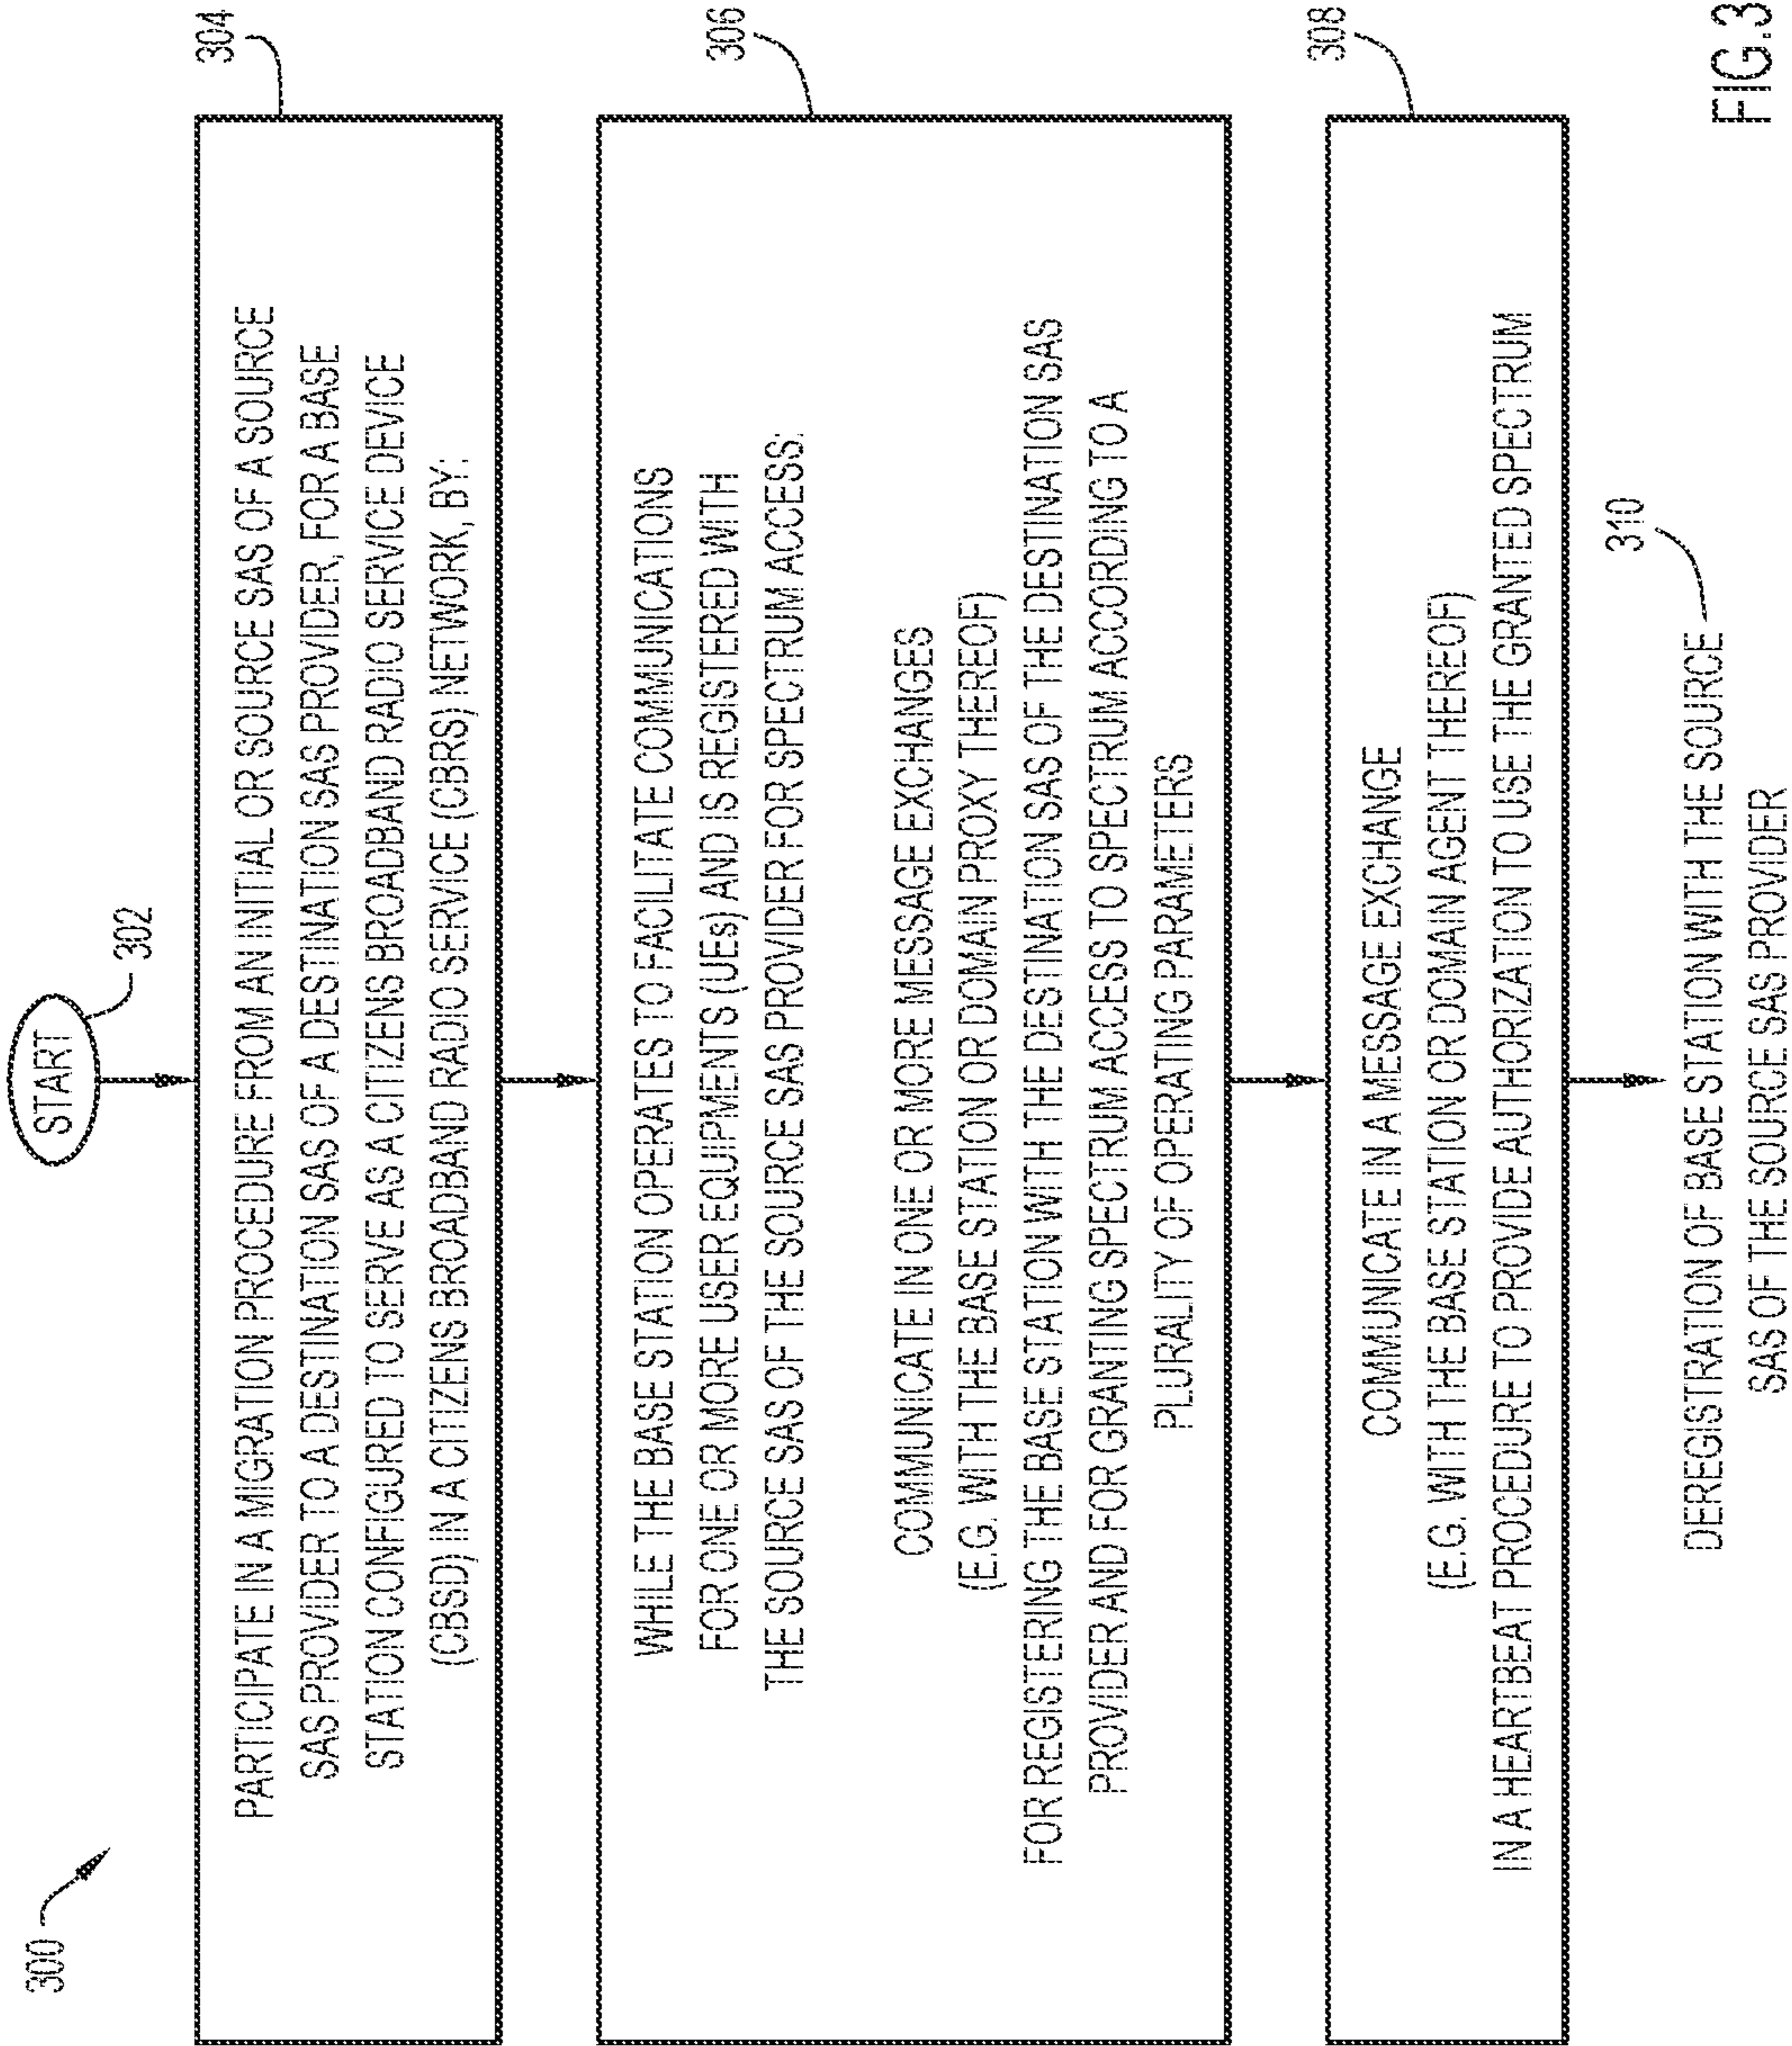 300
START
302
304
PARTICIPATE IN A MIGRATION PROCEDURE FROM AN INITIAL OR SOURCE SAS OF A SOURCE
SAS PROVIDER TO A DESTINATION SAS OF A DESTINATION SAS PROVIDER, FOR A BASE
STATION CONFIGURED TO SERVE AS A CITIZENS BROADBAND RADIO SERVICE DEVICE
(CBSD) IN A CITIZENS BROADBAND RADIO SERVICE (CBRS) NETWORK, BY:
306
WHILE THE BASE STATION OPERATES TO FACILITATE COMMUNICATIONS
FOR ONE OR MORE USER EQUIPMENTS (UEs) AND IS REGISTERED WITH
THE SOURCE SAS OF THE SOURCE SAS PROVIDER FOR SPECTRUM ACCESS:
COMMUNICATE IN ONE OR MORE MESSAGE EXCHANGES
(E.G. WITH THE BASE STATION OR DOMAIN PROXY THEREOF)
FOR REGISTERING THE BASE STATION WITH THE DESTINATION SAS OF THE DESTINATION SAS
PROVIDER AND FOR GRANTING SPECTRUM ACCESS TO SPECTRUM ACCORDING TO A
PLURALITY OF OPERATING PARAMETERS
308
COMMUNICATE IN A MESSAGE EXCHANGE
(E.G. WITH THE BASE STATION OR DOMAIN AGENT THEREOF)
IN A HEARTBEAT PROCEDURE TO PROVIDE AUTHORIZATION TO USE THE GRANTED SPECTRUM
310
DEREGISTRATION OF BASE STATION WITH THE SOURCE
SAS OF THE SOURCE SAS PROVIDER
FIG.3